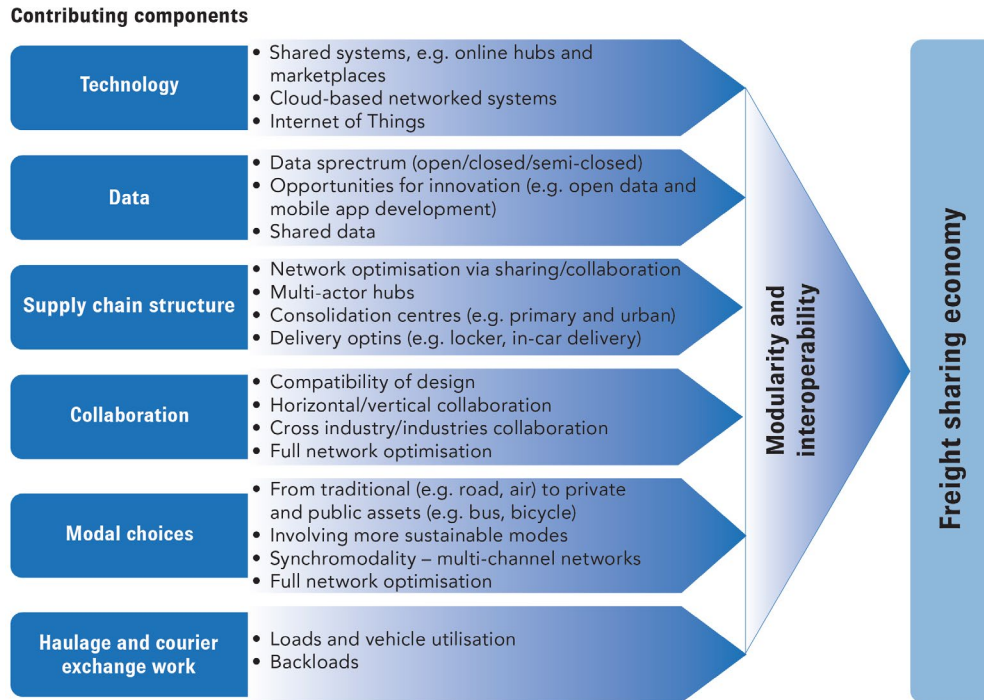 Contributing components
Technology
• Shared systems, e.g. online hubs and
marketplaces
• Cloud-based networked systems
• Internet of Things
Data
• Data sprectrum (open/closed/semi-closed)
• Opportunities for innovation (e.g. open data and
mobile app development)
• Shared data
Supply chain structure
• Network optimisation via sharing/collaboration
• Multi-actor hubs
• Consolidation centres (e.g. primary and urban)
• Delivery optins (e.g. locker, in-car delivery)
Collaboration
• Compatibility of design
• Horizontal/vertical collaboration
• Cross industry/industries collaboration
• Full network optimisation
Modal choices
• From traditional (e.g. road, air) to private
and public assets (e.g. bus, bicycle)
• Involving more sustainable modes
• Synchromodality – multi-channel networks
• Full network optimisation
Haulage and courier
exchange work
• Loads and vehicle utilisation
• Backloads
Modularity and
interoperability
Freight sharing economy